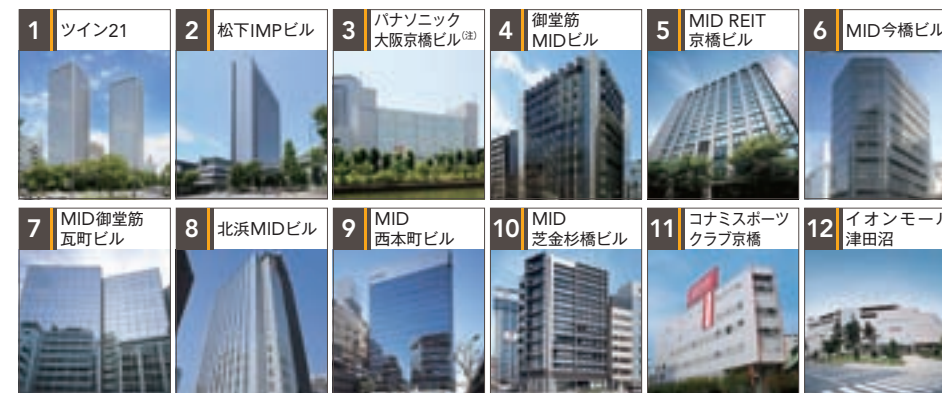 1 ツイン21
2 松下IMPビル
3 パナソニック
大阪京橋ビル(注)
4 御堂筋
MIDビル
5 MID REIT
京橋ビル
6 MID今橋ビル
7 MID御堂筋
瓦町ビル
8 北浜MIDビル
9 MID
西本町ビル
10 MID
芝金杉橋ビル
11 コナミスポーツ
クラブ京橋
12 イオンモール
津田沼